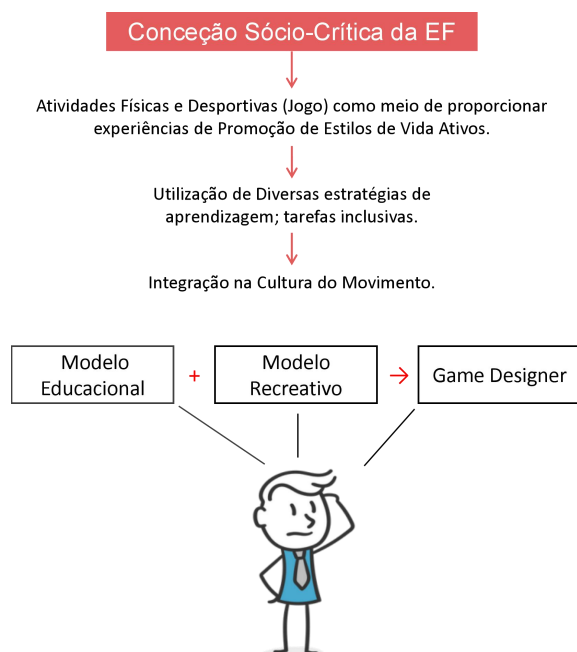 Conceção Sócio-Crítica da EF
Atividades Físicas e Desportivas (Jogo) como meio de proporcionar
experiências de Promoção de Estilos de Vida Ativos.
Utilização de Diversas estratégias de
aprendizagem; tarefas inclusivas.
Integração na Cultura do Movimento.
Modelo
Educacional
+
Modelo
Recreativo
Game Designer